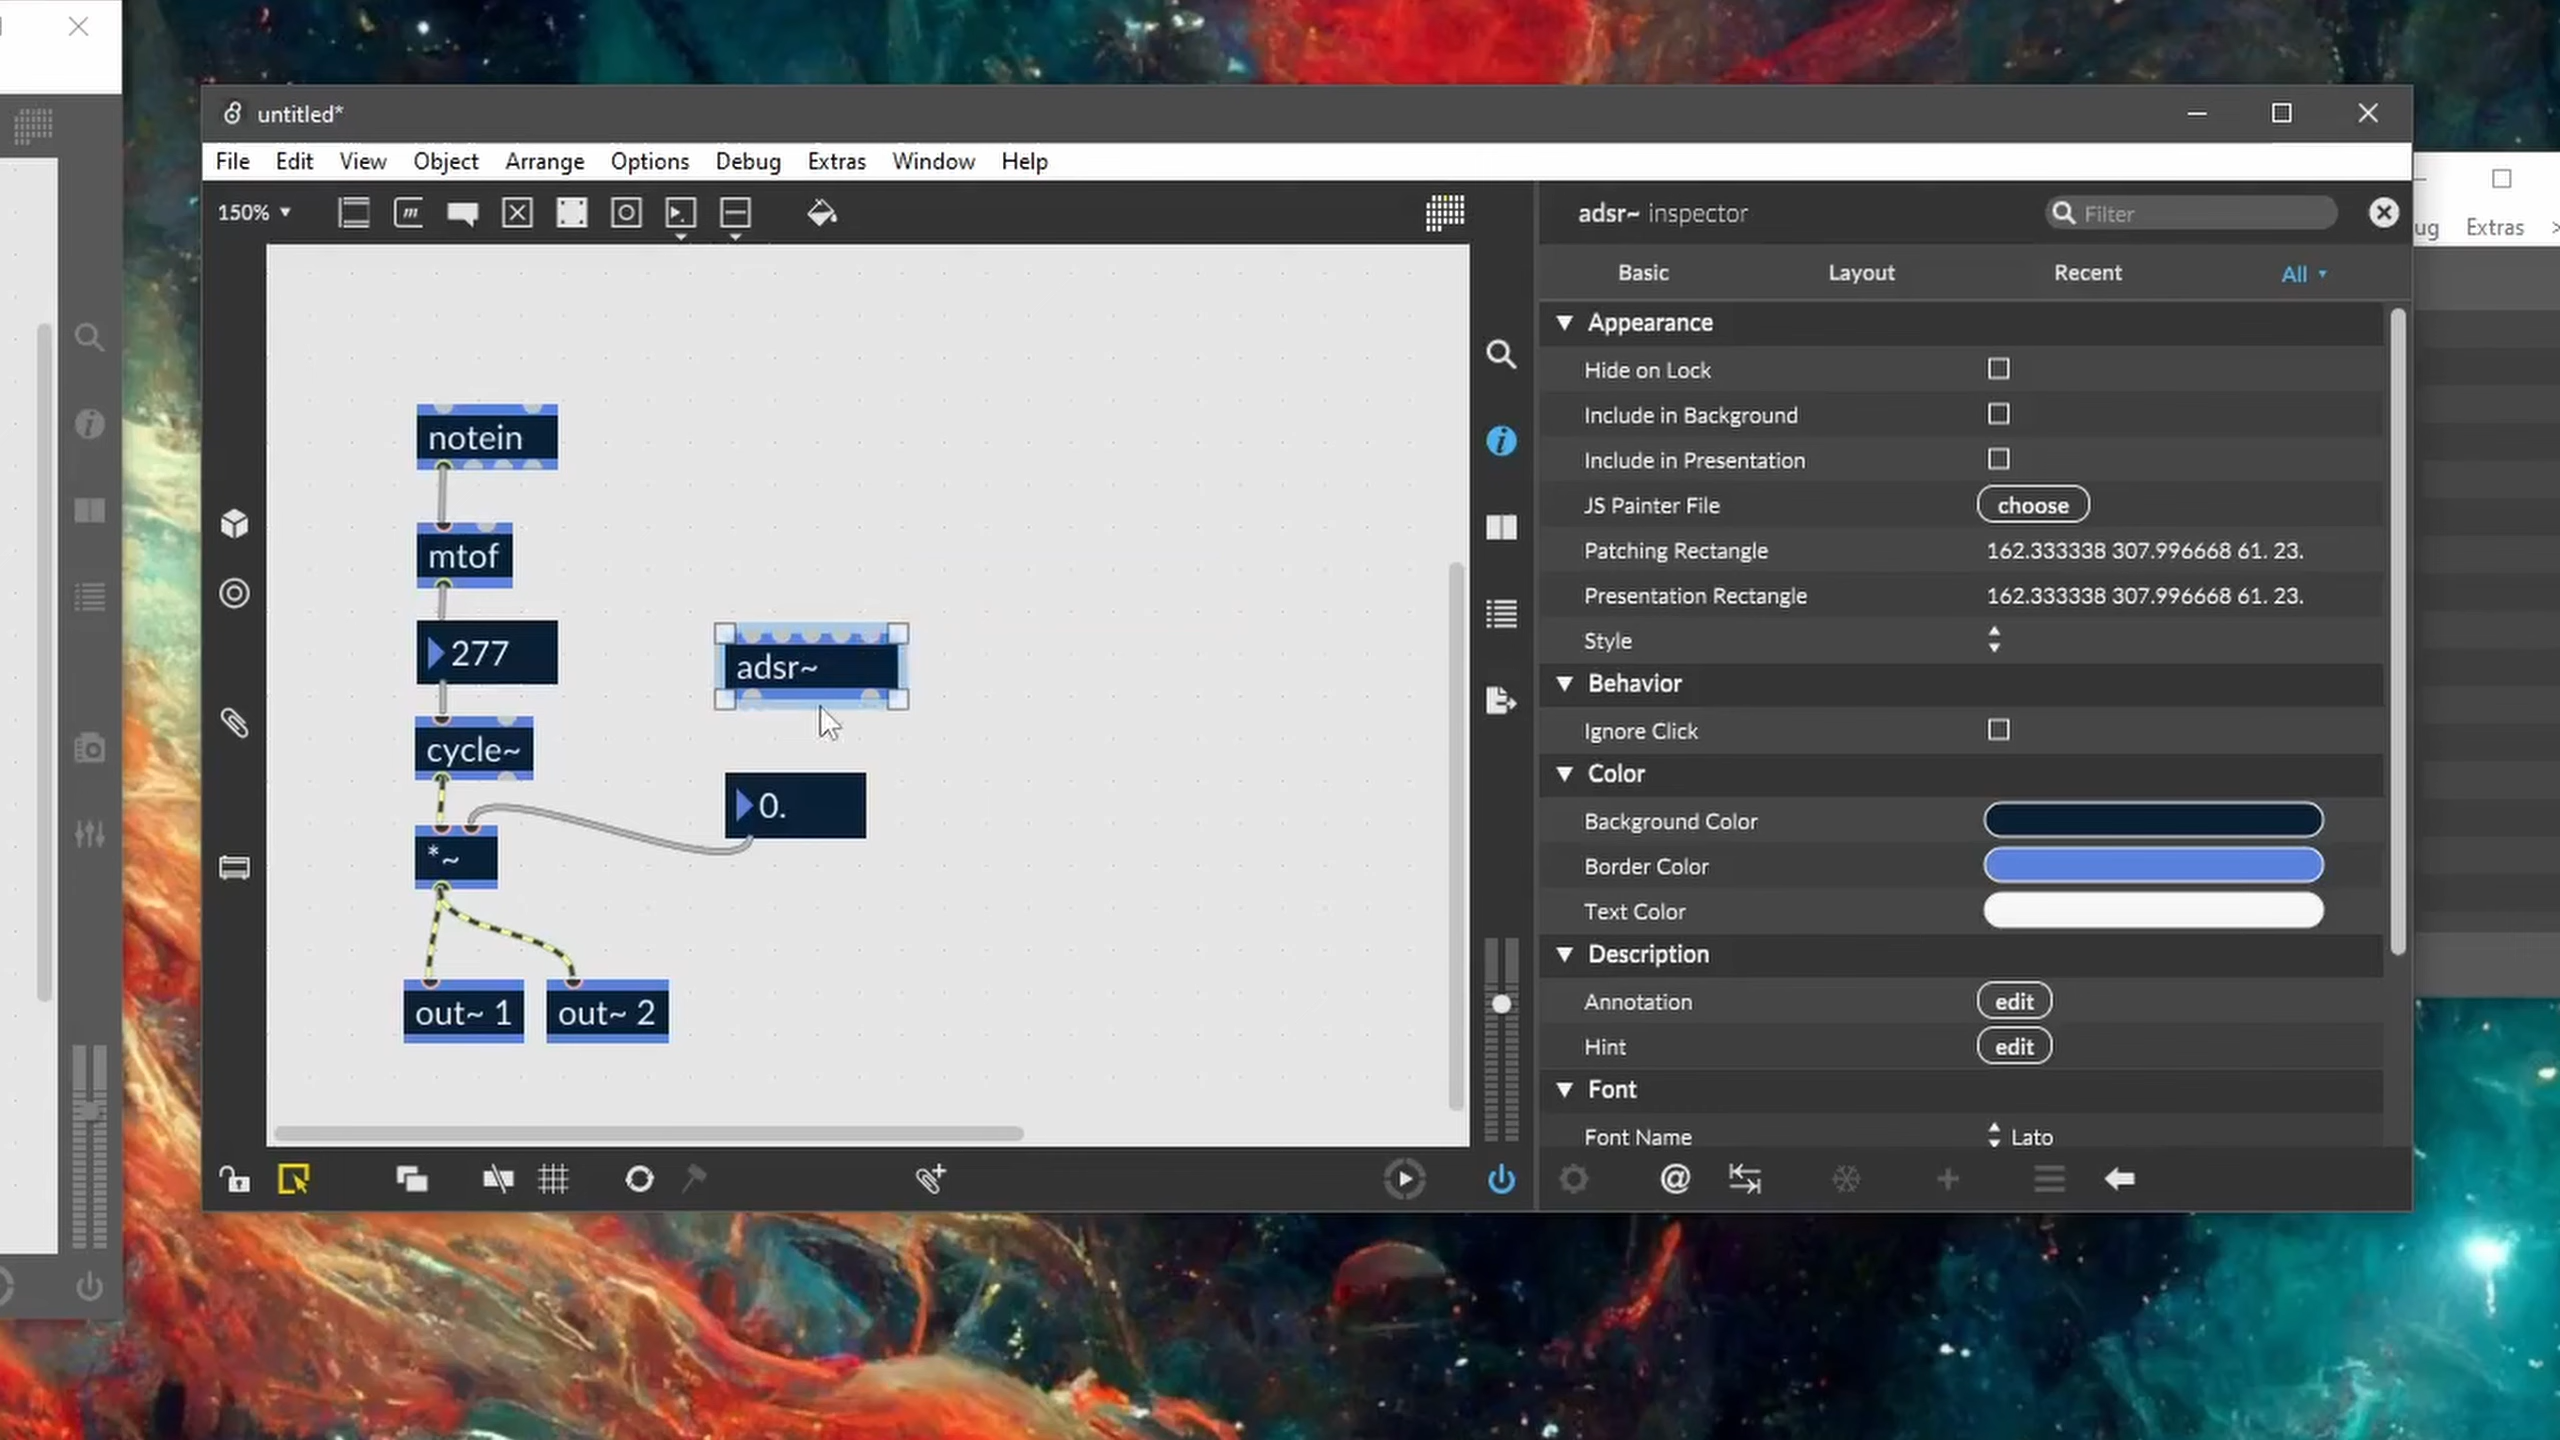 untitled*
File Edit View Object Arrange Options Debug Extras Window Help
150%
adsr~ inspector
Filter
ug Extras
Basic Layout Recent All
Appearance
Hide on Lock
Include in Background
Include in Presentation
JS Painter File choose
Patching Rectangle 162.333338 307.996668 61. 23.
Presentation Rectangle 162.333338 307.996668 61. 23.
Style
Behavior
Ignore Click
Color
Background Color
Border Color
Text Color
Description
Annotation edit
Hint edit
Font
Font Name Lato
notein
mtof
277
adsr~
cycle~
0.
*~
out~ 1
out~ 2